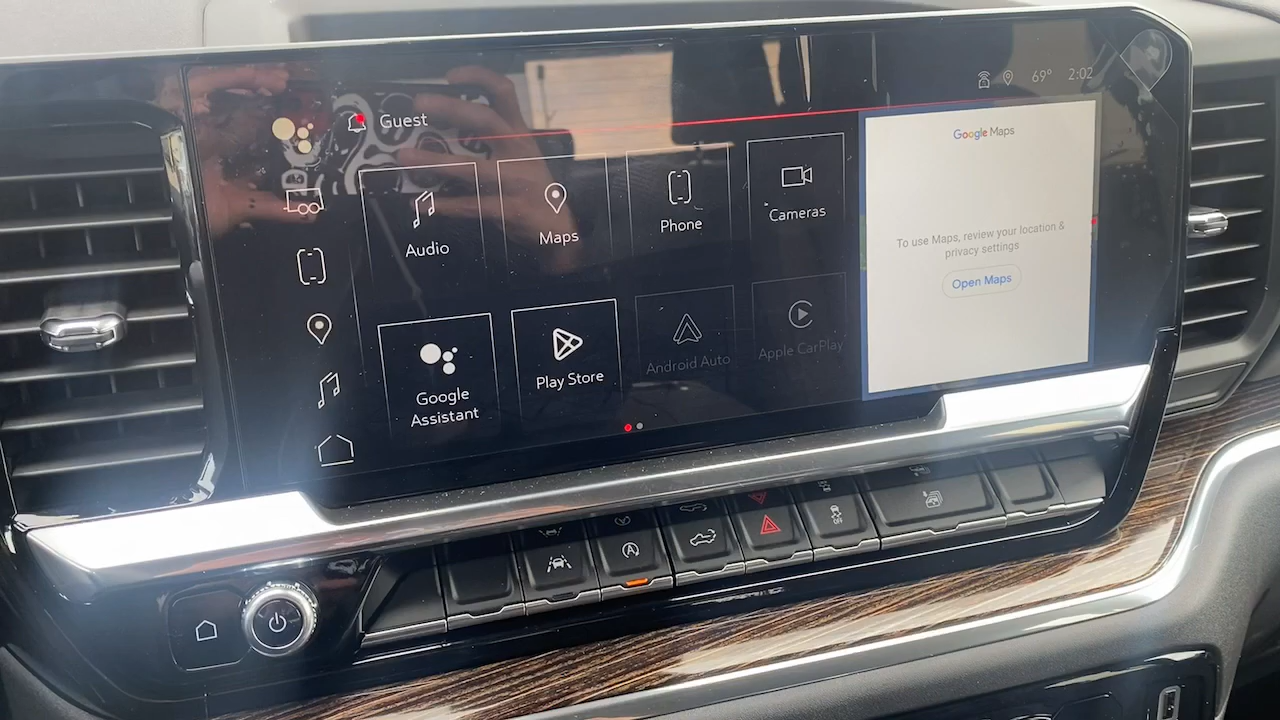 69° 2:02
Guest
Google Maps
Audio
Maps
Phone
Cameras
To use Maps, review your location &
privacy settings
Open Maps
Google
Assistant
Play Store
Android Auto
Apple CarPlay
OFF